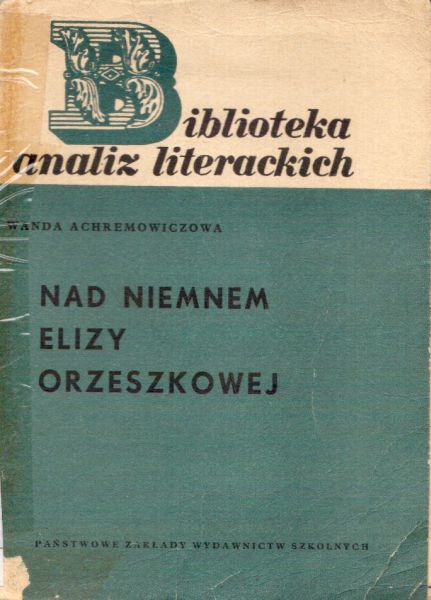 Biblioteka
analiz literackich
WANDA ACHREMOWICZOWA
NAD NIEMNEM
ELIZY
ORZESZKOWEJ
PAŃSTWOWE ZAKŁADY WYDAWNICTW SZKOLNYCH